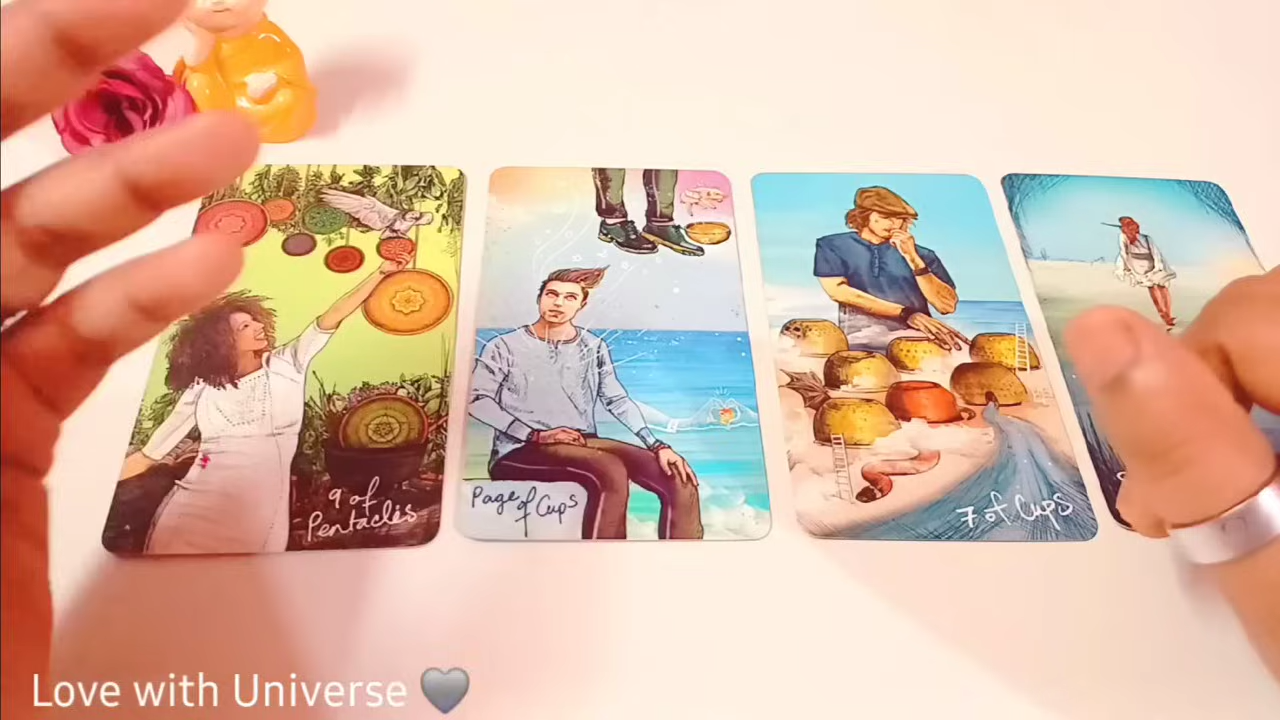 9 of
Pentacles
Page of Cups
7 of Cups
Love with Universe 🩶